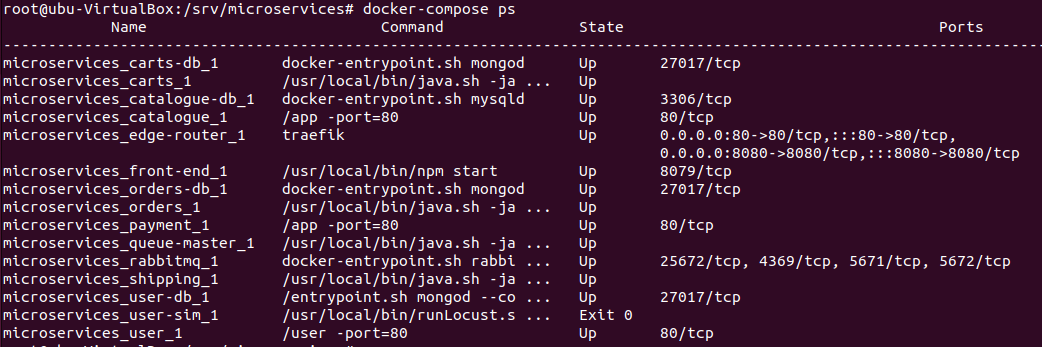 root@ubu-VirtualBox:/srv/microservices# docker-compose ps
Name Command State Ports
--------------------------------------------------------------------------------------------------------------------
microservices_carts-db_1 docker-entrypoint.sh mongod Up 27017/tcp
microservices_carts_1 /usr/local/bin/java.sh -ja ... Up
microservices_catalogue-db_1 docker-entrypoint.sh mysqld Up 3306/tcp
microservices_catalogue_1 /app -port=80 Up 80/tcp
microservices_edge-router_1 traefik Up 0.0.0.0:80->80/tcp,:::80->80/tcp,
0.0.0.0:8080->8080/tcp,:::8080->8080/tcp
microservices_front-end_1 /usr/local/bin/npm start Up 8079/tcp
microservices_orders-db_1 docker-entrypoint.sh mongod Up 27017/tcp
microservices_orders_1 /usr/local/bin/java.sh -ja ... Up
microservices_payment_1 /app -port=80 Up 80/tcp
microservices_queue-master_1 /usr/local/bin/java.sh -ja ... Up
microservices_rabbitmq_1 docker-entrypoint.sh rabbi ... Up 25672/tcp, 4369/tcp, 5671/tcp, 5672/tcp
microservices_shipping_1 /usr/local/bin/java.sh -ja ... Up
microservices_user-db_1 /entrypoint.sh mongod --co ... Up 27017/tcp
microservices_user-sim_1 /usr/local/bin/runLocust.s ... Exit 0
microservices_user_1 /user -port=80 Up 80/tcp